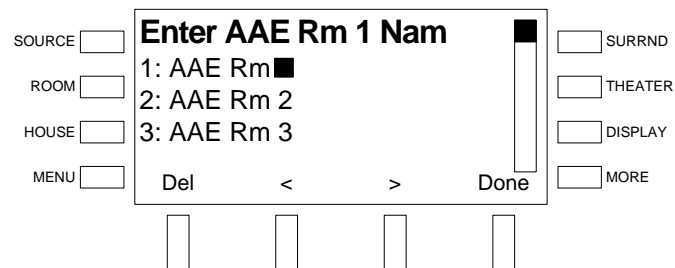 Enter AAE Rm 1 Nam
SOURCE
SURRND
1: AAE Rm
ROOM
THEATER
2: AAE Rm 2
HOUSE
3: AAE Rm 3
DISPLAY
MENU
Del < > Done
MORE